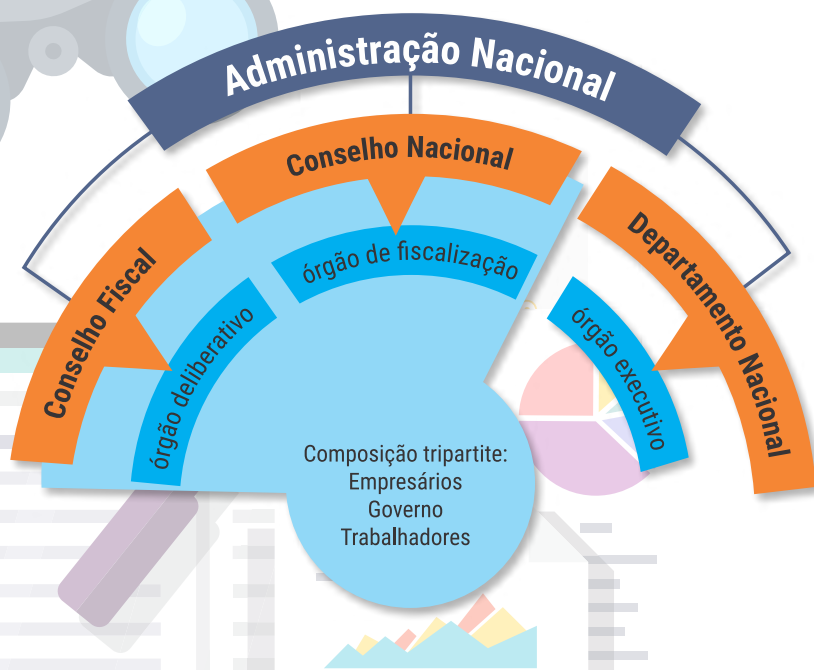 Administração Nacional
Conselho Fiscal
órgão deliberativo
Conselho Nacional
órgão de fiscalização
Departamento Nacional
órgão executivo
Composição tripartite:
Empresários
Governo
Trabalhadores